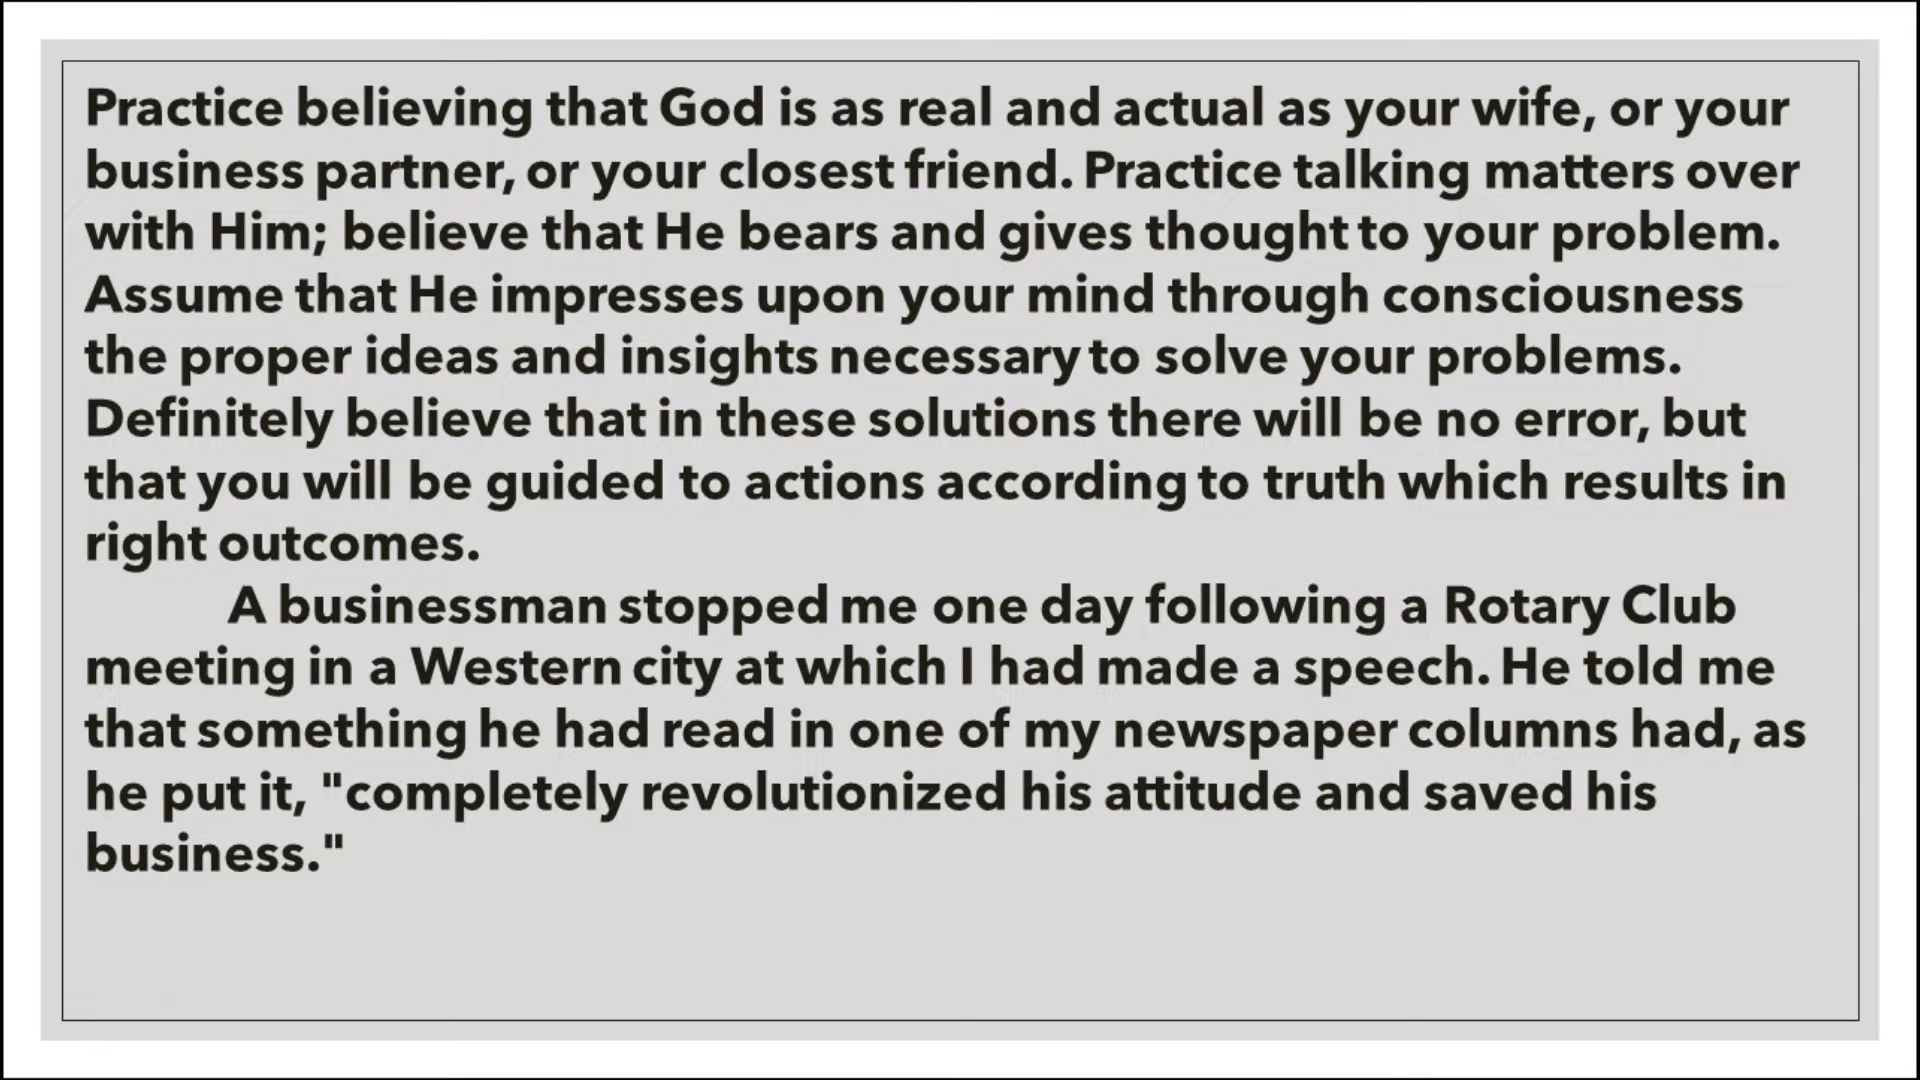 Practice believing that God is as real and actual as your wife, or your
business partner, or your closest friend. Practice talking matters over
with Him; believe that He bears and gives thought to your problem.
Assume that He impresses upon your mind through consciousness
the proper ideas and insights necessary to solve your problems.
Definitely believe that in these solutions there will be no error, but
that you will be guided to actions according to truth which results in
right outcomes.
A businessman stopped me one day following a Rotary Club
meeting in a Western city at which I had made a speech. He told me
that something he had read in one of my newspaper columns had, as
he put it, "completely revolutionized his attitude and saved his
business."